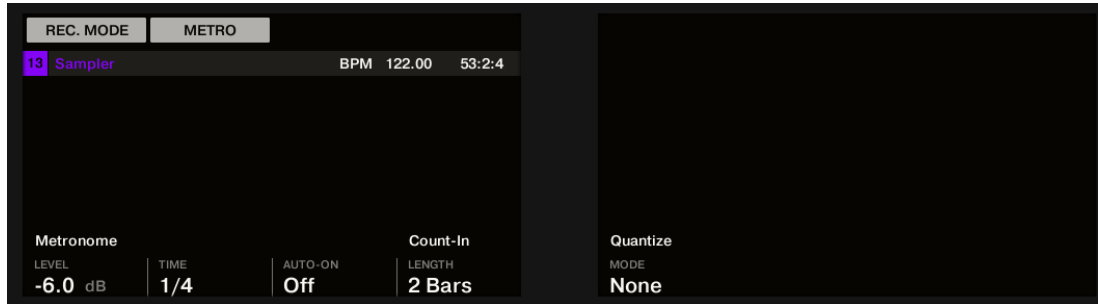 REC. MODE METRO
13 Sampler BPM 122.00 53:2:4
Metronome Count-In Quantize
LEVEL TIME AUTO-ON LENGTH MODE
-6.0 dB 1/4 Off 2 Bars None